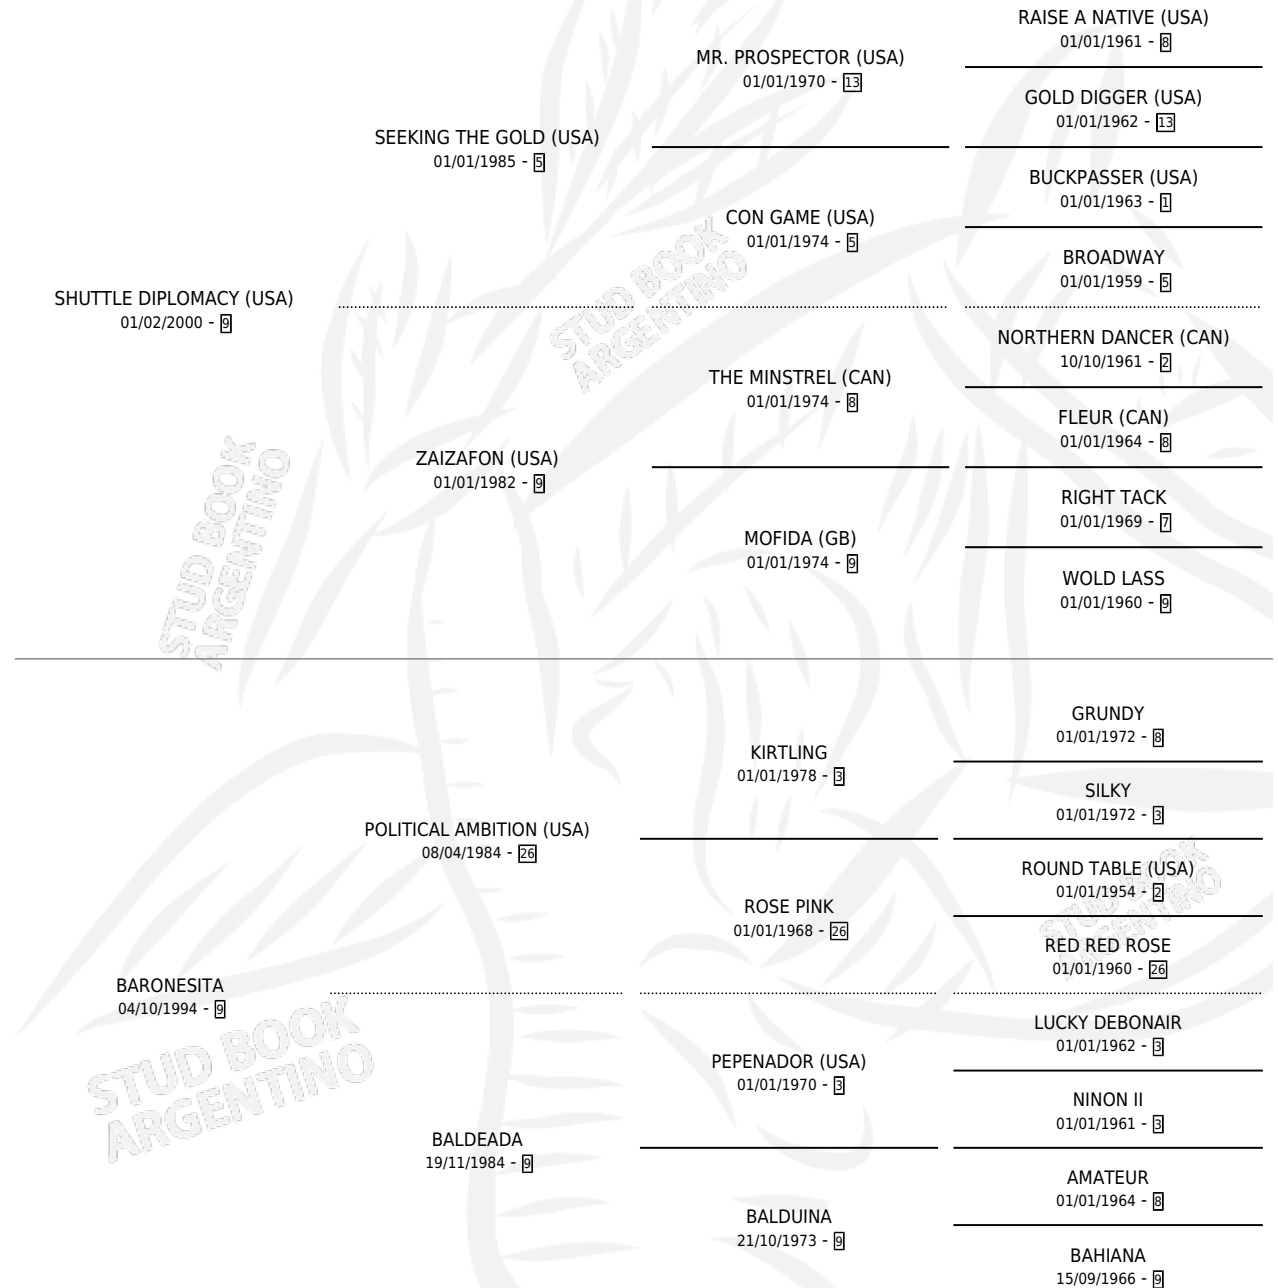 RAISE A NATIVE (USA)
01/01/1961 - 8
MR. PROSPECTOR (USA)
01/01/1970 - 13
GOLD DIGGER (USA)
01/01/1962 - 13
SEEKING THE GOLD (USA)
01/01/1985 - 5
BUCKPASSER (USA)
01/01/1963 - 1
CON GAME (USA)
01/01/1974 - 5
BROADWAY
01/01/1959 - 5
SHUTTLE DIPLOMACY (USA)
01/02/2000 - 9
NORTHERN DANCER (CAN)
10/10/1961 - 2
THE MINSTREL (CAN)
01/01/1974 - 8
FLEUR (CAN)
01/01/1964 - 8
ZAIZAFON (USA)
01/01/1982 - 9
RIGHT TACK
01/01/1969 - 7
MOFIDA (GB)
01/01/1974 - 9
WOLD LASS
01/01/1960 - 9
GRUNDY
01/01/1972 - 8
KIRTLING
01/01/1978 - 3
SILKY
01/01/1972 - 3
POLITICAL AMBITION (USA)
08/04/1984 - 26
ROUND TABLE (USA)
01/01/1954 - 2
ROSE PINK
01/01/1968 - 26
RED RED ROSE
01/01/1960 - 26
BARONESITA
04/10/1994 - 9
LUCKY DEBONAIR
01/01/1962 - 3
PEPENADOR (USA)
01/01/1970 - 3
NINON II
01/01/1961 - 3
BALDEADA
19/11/1984 - 9
AMATEUR
01/01/1964 - 8
BALDUINA
21/10/1973 - 9
BAHIANA
15/09/1966 - 9
STUD BOOK
ARGENTINO
STUD BOOK
ARGENTINO
STUD BOOK
ARGENTINO
STUD BOOK
ARGENTINO